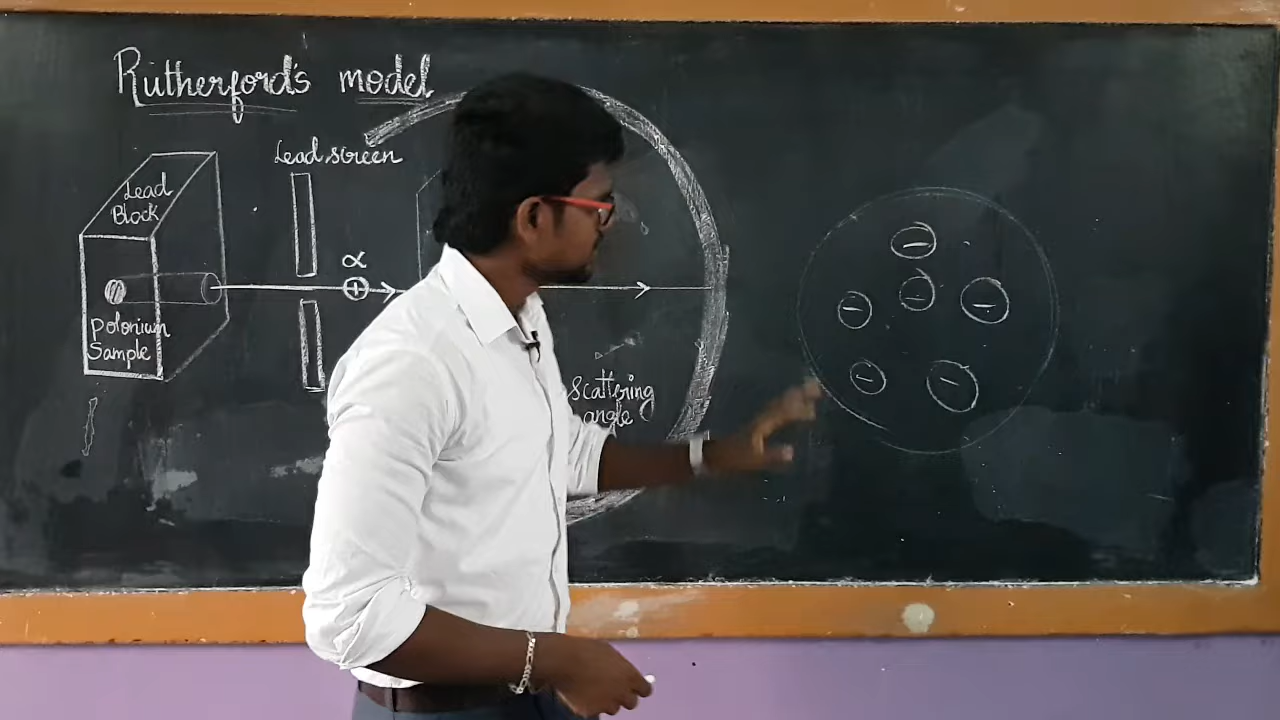 Rutherford's model
Lead screen
Lead
Block
α
+
Polonium
Sample
Scattering
angle
−
−
−
−
−
−